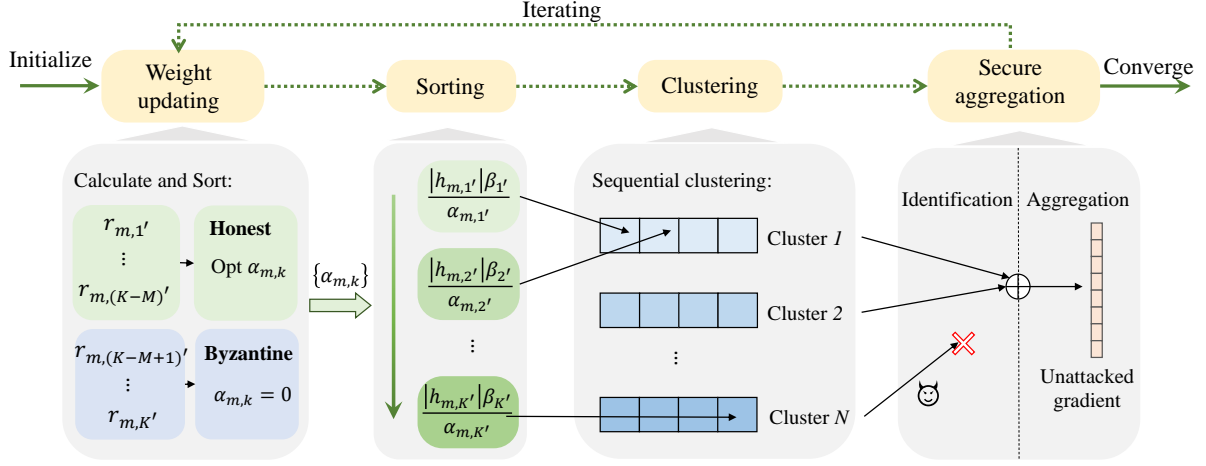 Iterating
Initialize
Weight
updating
Sorting
Clustering
Secure
aggregation
Converge
Calculate and Sort:
r_{m,1′}
⋮
r_{m,(K−M)′}
Honest
Opt α_{m,k}
r_{m,(K−M+1)′}
⋮
r_{m,K′}
Byzantine
α_{m,k} = 0
{α_{m,k}}
|h_{m,1′}|β_{1′}
α_{m,1′}
|h_{m,2′}|β_{2′}
α_{m,2′}
⋮
|h_{m,K′}|β_{K′}
α_{m,K′}
Sequential clustering:
Cluster 1
Cluster 2
⋮
Cluster N
Identification
Aggregation
Unattacked
gradient